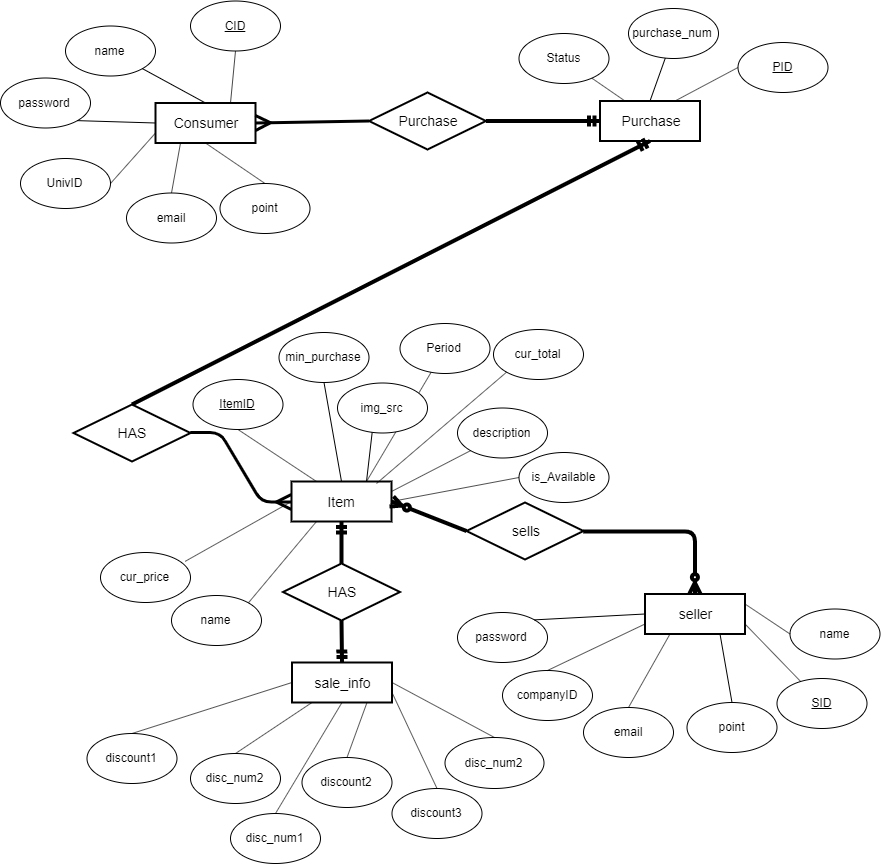 CID
name
purchase_num
Status
PID
password
Consumer
Purchase
Purchase
UnivID
email
point
min_purchase
Period
cur_total
ItemID
img_src
HAS
description
is_Available
Item
sells
cur_price
HAS
name
seller
password
name
sale_info
companyID
SID
email
point
discount1
disc_num2
discount2
disc_num2
discount3
disc_num1